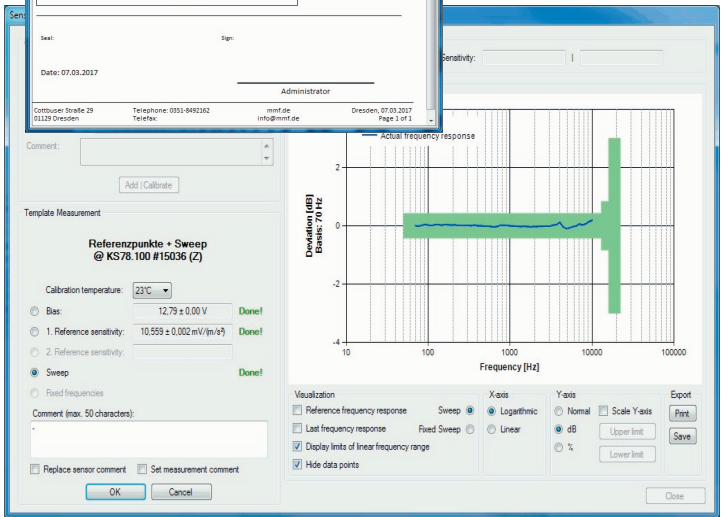 Sens
Seal: Sign:
Date: 07.03.2017
Administrator
Cottbuser Straße 29 Telephone: 0351-8492162 mmf.de Dresden, 07.03.2017
01129 Dresden Telefax: info@mmf.de Page 1 of 1
Sensitivity: |
Comment:
Add | Calibrate
Template Measurement
Referenzpunkte + Sweep
@ KS78.100 #15036 (Z)
Calibration temperature: 23°C
Bias: 12,79 ± 0,00 V Done!
1. Reference sensitivity: 10,559 ± 0,002 mV/(m/s²) Done!
2. Reference sensitivity:
Sweep Done!
Fixed frequencies
Comment (max. 50 characters):
-
Replace sensor comment Set measurement comment
OK Cancel
Actual frequency response
Deviation [dB]
Basis: 70 Hz
2
0
-2
-4
10 100 1000 10000 100000
Frequency [Hz]
Visualization X-axis Y-axis Export
Reference frequency response Sweep Logarithmic Normal Scale Y-axis Print
Last frequency response Fixed Sweep Linear dB Upper limit Save
Display limits of linear frequency range % Lower limit
Hide data points
Close